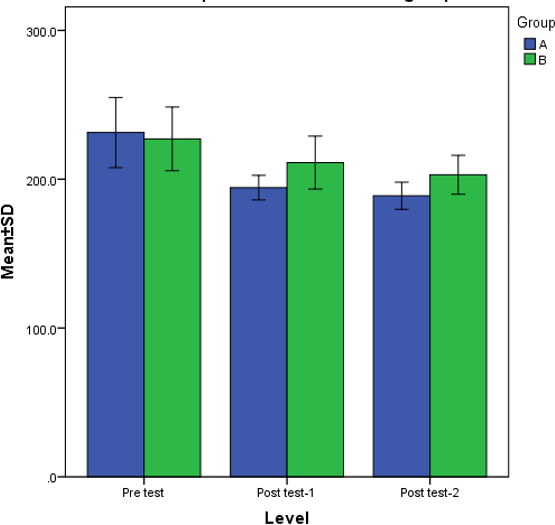 Group
A
B
300.0
200.0
100.0
.0
Mean±SD
Pre test
Post test-1
Post test-2
Level